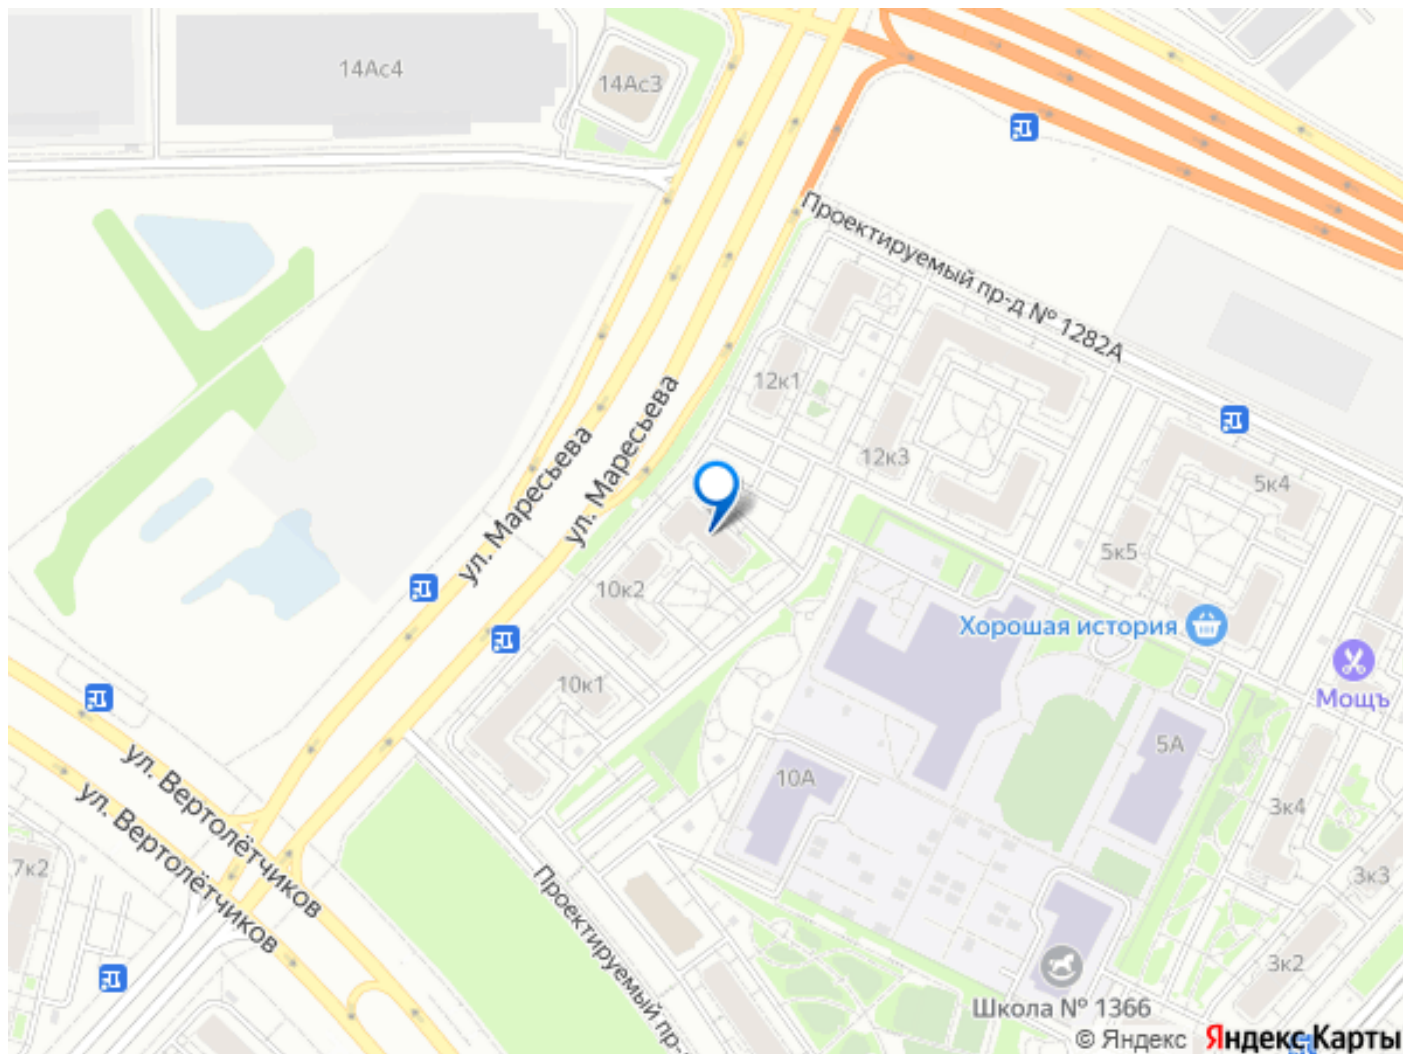 14Ас4
14Ас3
Проектируемый пр-д № 1282А
12к1
ул. Маресьева
ул. Маресьева
12к3
5к4
5к5
10к2
Хорошая история
10к1
Мощъ
5А
ул. Вертолётчиков
10А
ул. Вертолётчиков
3к4
7к2
3к3
Проектируемый пр-
3к2
Школа № 1366
© Яндекс Яндекс Карты